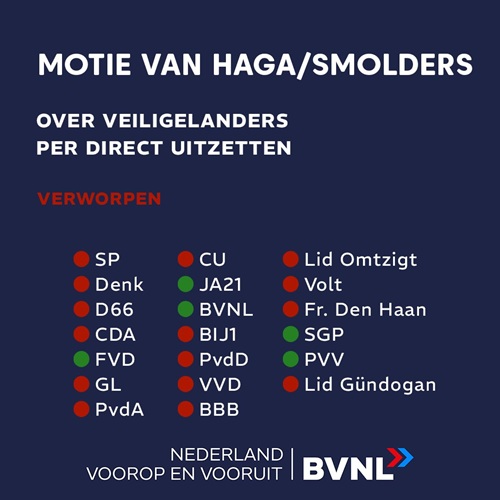 MOTIE VAN HAGA/SMOLDERS
OVER VEILIGELANDERS
PER DIRECT UITZETTEN
VERWORPEN
SP
Denk
D66
CDA
FVD
GL
PvdA
CU
JA21
BVNL
BIJ1
PvdD
VVD
BBB
Lid Omtzigt
Volt
Fr. Den Haan
SGP
PVV
Lid Gündogan
NEDERLAND
VOOROP EN VOORUIT
BVNL